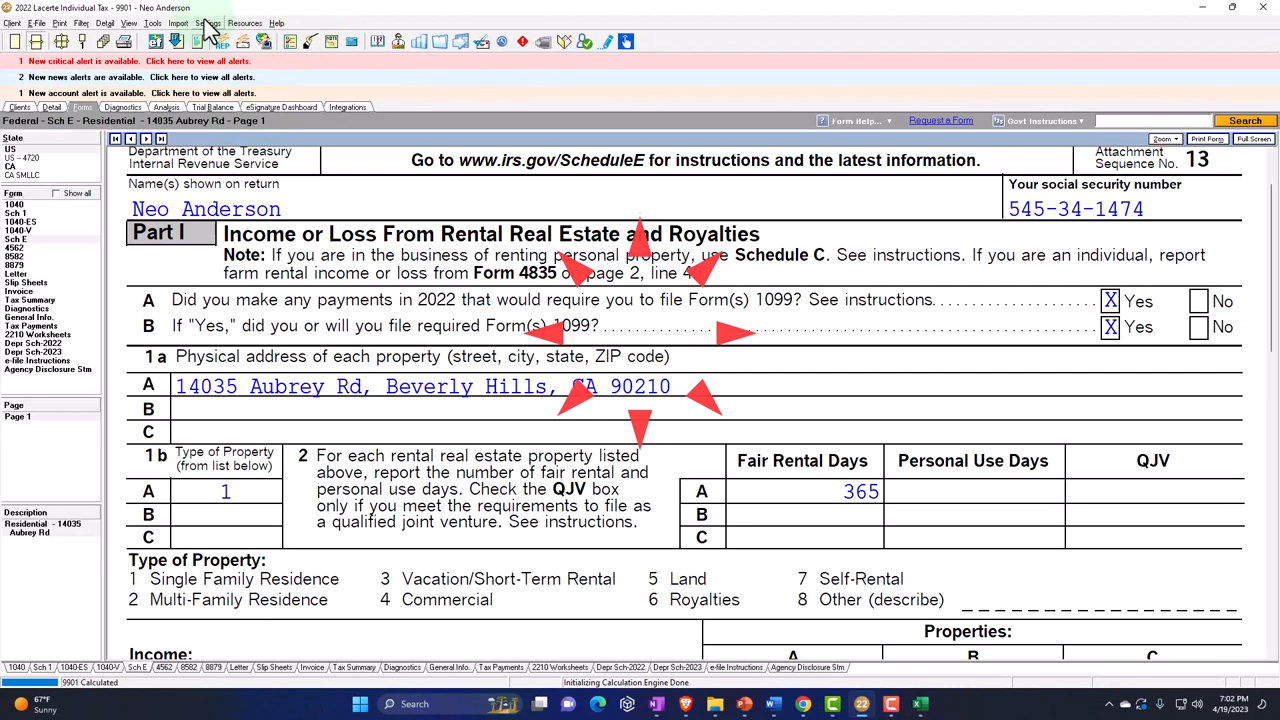 2022 Lacerte Individual Tax - 9901 - Neo Anderson
Client E-File Print Filter Detail View Tools Import Settings Resources Help
1 New critical alert is available. Click here to view all alerts.
2 New news alerts are available. Click here to view all alerts.
1 New account alert is available. Click here to view all alerts.
Clients Detail Forms Diagnostics Analysis Trial Balance eSignature Dashboard Integrations
Federal - Sch E - Residential - 14035 Aubrey Rd - Page 1
Form Help... Request a Form Govt Instructions Search
Zoom Print Form Full Screen
State
US
US - 4720
CA
CA SMLLC
Form Show all
1040
Sch 1
1040-ES
1040-V
Sch E
4562
8582
8879
Letter
Slip Sheets
Invoice
Tax Summary
Diagnostics
General Info.
Tax Payments
2210 Worksheets
Depr Sch-2022
Depr Sch-2023
e-file Instructions
Agency Disclosure Stm
Page
Page 1
Description
Residential - 14035
Aubrey Rd
Department of the Treasury
Internal Revenue Service
Go to www.irs.gov/ScheduleE for instructions and the latest information.
Attachment
Sequence No. 13
Name(s) shown on return
Your social security number
Neo Anderson
545-34-1474
Part I Income or Loss From Rental Real Estate and Royalties
Note: If you are in the business of renting personal property, use Schedule C. See instructions. If you are an individual, report
farm rental income or loss from Form 4835 on page 2, line 4
A Did you make any payments in 2022 that would require you to file Form(s) 1099? See instructions. X Yes No
B If "Yes," did you or will you file required Form(s) 1099? X Yes No
1a Physical address of each property (street, city, state, ZIP code)
A 14035 Aubrey Rd, Beverly Hills, CA 90210
B
C
1b Type of Property
(from list below)
2 For each rental real estate property listed
above, report the number of fair rental and
personal use days. Check the QJV box
only if you meet the requirements to file as
a qualified joint venture. See instructions.
Fair Rental Days Personal Use Days QJV
A 1 A 365
B B
C C
Type of Property:
1 Single Family Residence 3 Vacation/Short-Term Rental 5 Land 7 Self-Rental
2 Multi-Family Residence 4 Commercial 6 Royalties 8 Other (describe)
Income:
Properties:
A B C
1040 Sch 1 1040-ES 1040-V Sch E 4562 8582 8879 Letter Slip Sheets Invoice Tax Summary Diagnostics General Info. Tax Payments 2210 Worksheets Depr Sch-2022 Depr Sch-2023 e-file Instructions Agency Disclosure Stm
9901 Calculated
Initializing Calculation Engine Done
67°F
Sunny
Search
7:02 PM
4/19/2023